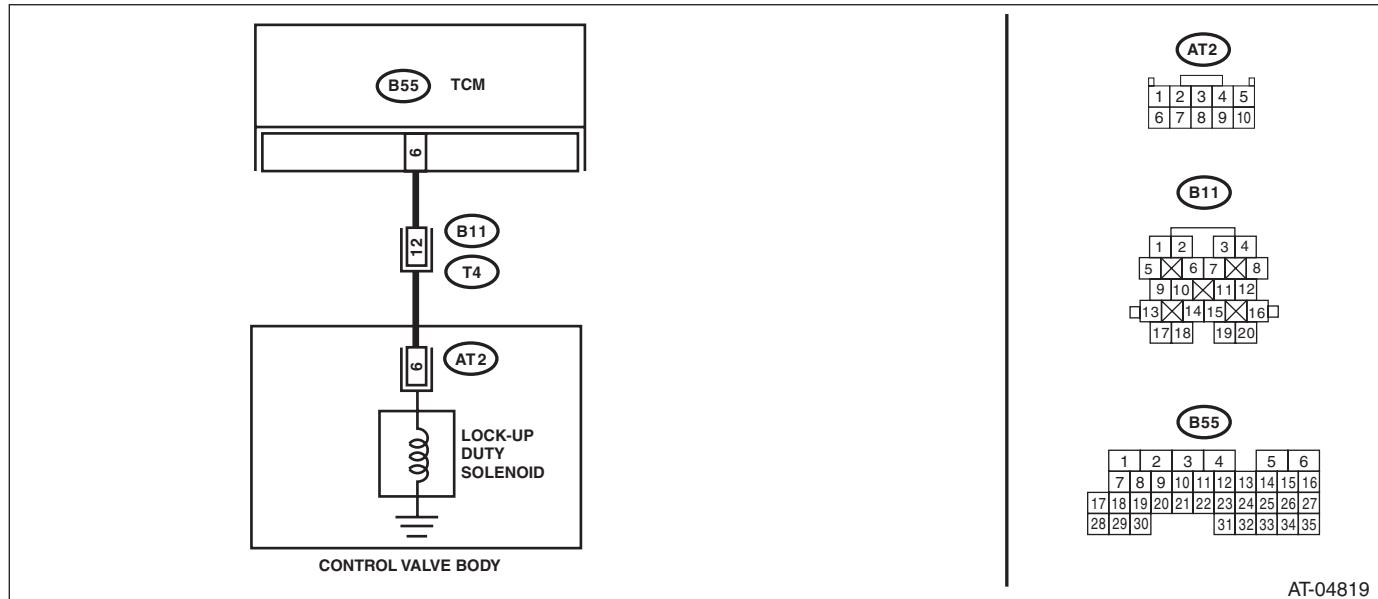 B55 TCM
6
B11
12
T4
AT2
6
LOCK-UP
DUTY
SOLENOID
CONTROL VALVE BODY
AT2
1 2 3 4 5
6 7 8 9 10
B11
1 2 3 4
5 6 7 8
9 10 11 12
13 14 15 16
17 18 19 20
B55
1 2 3 4 5 6
7 8 9 10 11 12 13 14 15 16
17 18 19 20 21 22 23 24 25 26 27
28 29 30 31 32 33 34 35
AT-04819